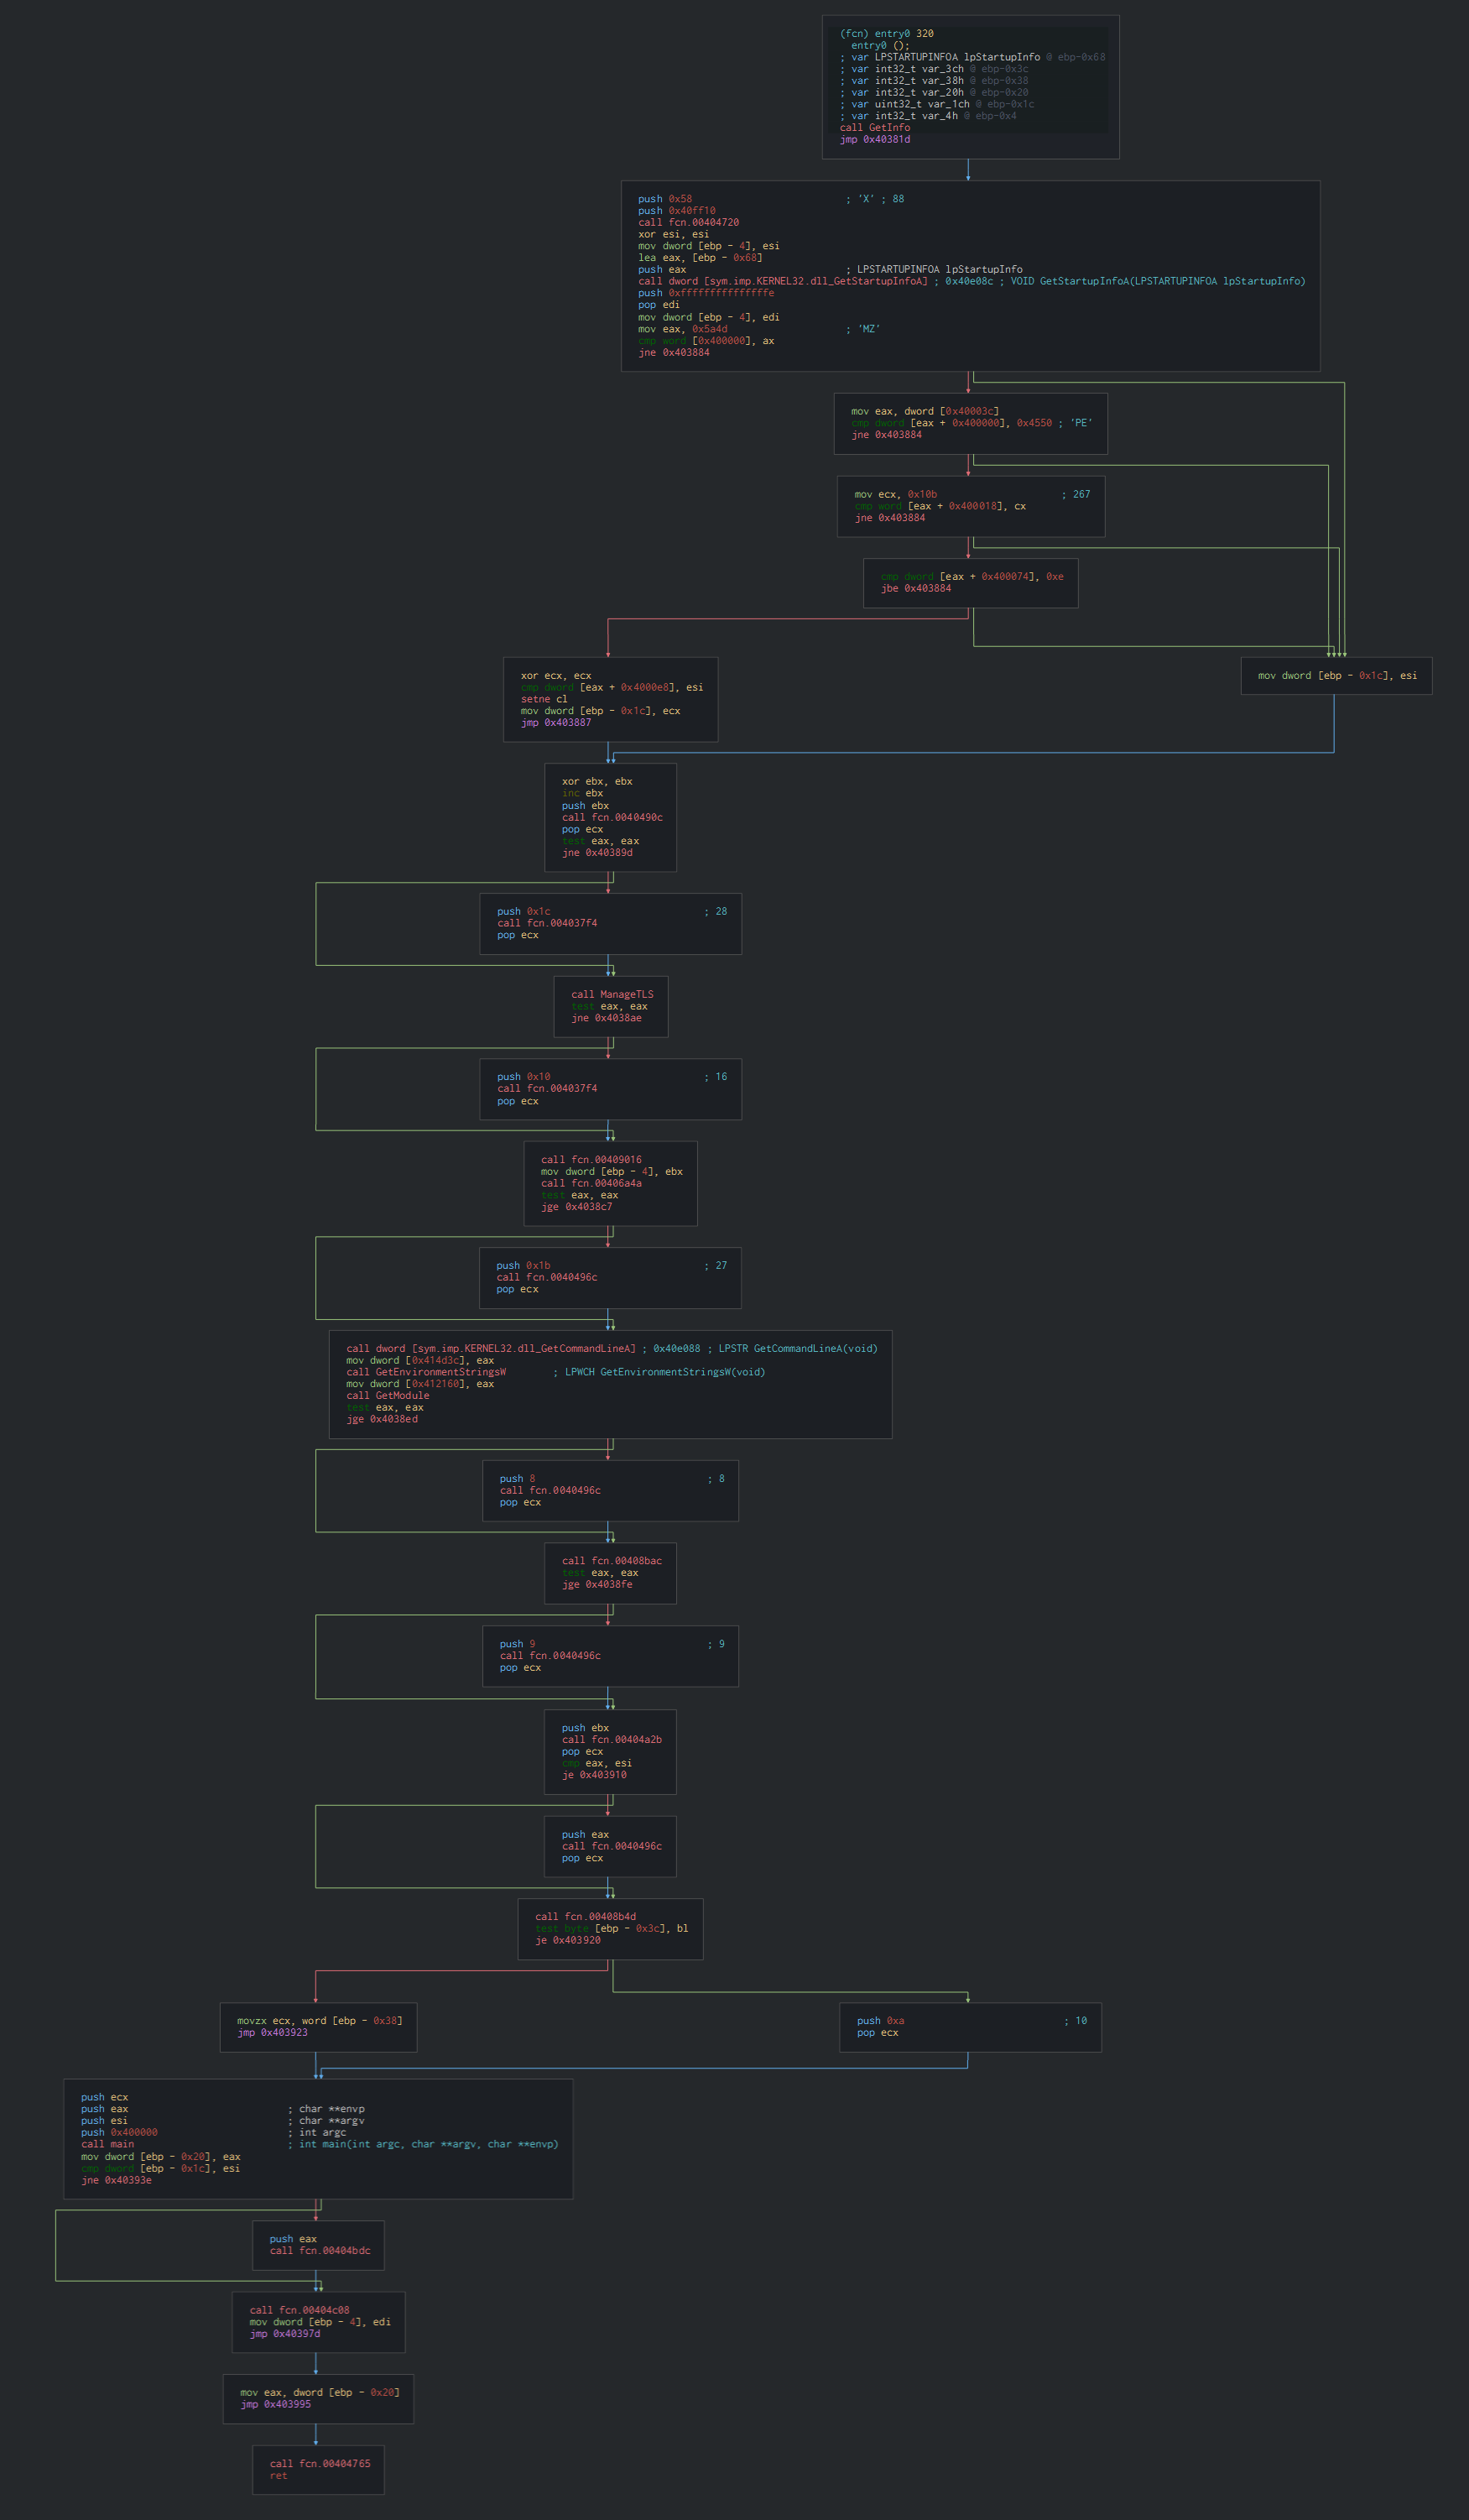 (fcn) entry0 320
entry0 ();
; var LPSTARTUPINFOA lpStartupInfo @ ebp-0x68
; var int32_t var_3ch @ ebp-0x3c
; var int32_t var_38h @ ebp-0x38
; var int32_t var_20h @ ebp-0x20
; var uint32_t var_1ch @ ebp-0x1c
; var int32_t var_4h @ ebp-0x4
call GetInfo
jmp 0x40381d
push 0x58 ; 'X' ; 88
push 0x40ff10
call fcn.00404720
xor esi, esi
mov dword [ebp - 4], esi
lea eax, [ebp - 0x68]
push eax ; LPSTARTUPINFOA lpStartupInfo
call dword [sym.imp.KERNEL32.dll_GetStartupInfoA] ; 0x40e08c ; VOID GetStartupInfoA(LPSTARTUPINFOA lpStartupInfo)
push 0xfffffffffffffffe
pop edi
mov dword [ebp - 4], edi
mov eax, 0x5a4d ; 'MZ'
cmp word [0x400000], ax
jne 0x403884
mov eax, dword [0x40003c]
cmp dword [eax + 0x400000], 0x4550 ; 'PE'
jne 0x403884
mov ecx, 0x10b ; 267
cmp word [eax + 0x400018], cx
jne 0x403884
cmp dword [eax + 0x400074], 0xe
jbe 0x403884
xor ecx, ecx
cmp dword [eax + 0x4000e8], esi
setne cl
mov dword [ebp - 0x1c], ecx
jmp 0x403887
mov dword [ebp - 0x1c], esi
xor ebx, ebx
inc ebx
push ebx
call fcn.0040490c
pop ecx
test eax, eax
jne 0x40389d
push 0x1c ; 28
call fcn.004037f4
pop ecx
call ManageTLS
test eax, eax
jne 0x4038ae
push 0x10 ; 16
call fcn.004037f4
pop ecx
call fcn.00409016
mov dword [ebp - 4], ebx
call fcn.00406a4a
test eax, eax
jge 0x4038c7
push 0x1b ; 27
call fcn.0040496c
pop ecx
call dword [sym.imp.KERNEL32.dll_GetCommandLineA] ; 0x40e088 ; LPSTR GetCommandLineA(void)
mov dword [0x414d3c], eax
call GetEnvironmentStringsW ; LPWCH GetEnvironmentStringsW(void)
mov dword [0x412160], eax
call GetModule
test eax, eax
jge 0x4038ed
push 8 ; 8
call fcn.0040496c
pop ecx
call fcn.00408bac
test eax, eax
jge 0x4038fe
push 9 ; 9
call fcn.0040496c
pop ecx
push ebx
call fcn.00404a2b
pop ecx
cmp eax, esi
je 0x403910
push eax
call fcn.0040496c
pop ecx
call fcn.00408b4d
test byte [ebp - 0x3c], bl
je 0x403920
movzx ecx, word [ebp - 0x38]
jmp 0x403923
push 0xa ; 10
pop ecx
push ecx
push eax ; char **envp
push esi ; char **argv
push 0x400000 ; int argc
call main ; int main(int argc, char **argv, char **envp)
mov dword [ebp - 0x20], eax
cmp dword [ebp - 0x1c], esi
jne 0x40393e
push eax
call fcn.00404bdc
call fcn.00404c08
mov dword [ebp - 4], edi
jmp 0x40397d
mov eax, dword [ebp - 0x20]
jmp 0x403995
call fcn.00404765
ret